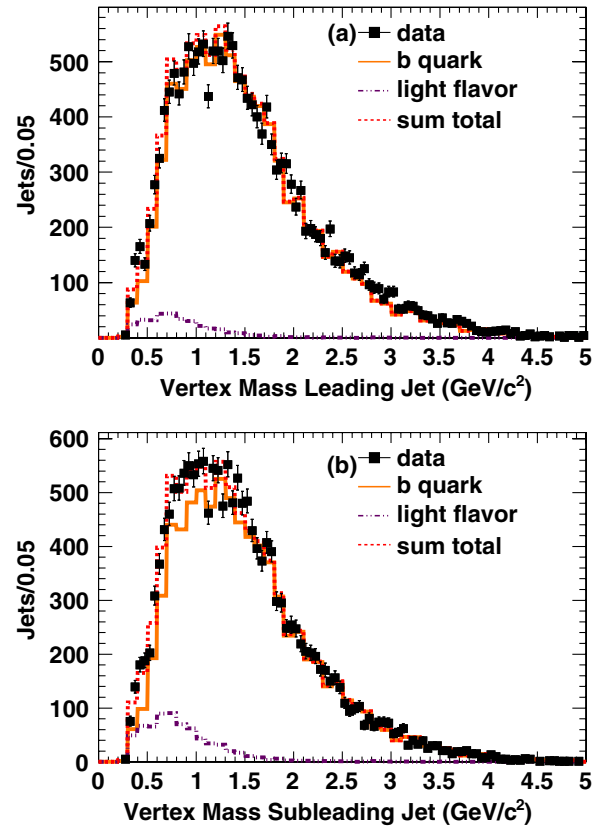 (a)
data
b quark
light flavor
sum total
Jets/0.05
500
400
300
200
100
0 0.5 1 1.5 2 2.5 3 3.5 4 4.5 5
Vertex Mass Leading Jet (GeV/c²)
(b)
data
b quark
light flavor
sum total
Jets/0.05
600
500
400
300
200
100
0
0 0.5 1 1.5 2 2.5 3 3.5 4 4.5 5
Vertex Mass Subleading Jet (GeV/c²)